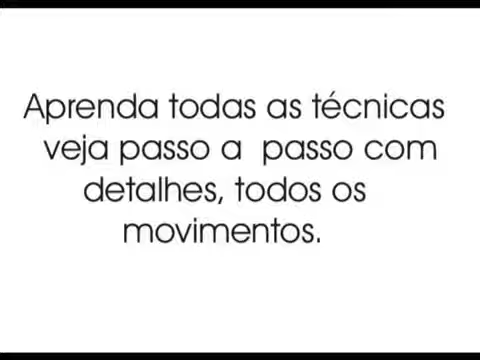 Aprenda todas as técnicas
veja passo a passo com
detalhes, todos os
movimentos.